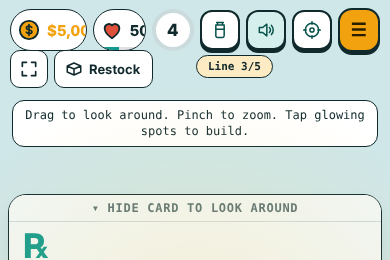 $5,00
50
4
Restock
Line 3/5
Drag to look around. Pinch to zoom. Tap glowing
spots to build.
▾ HIDE CARD TO LOOK AROUND
℞